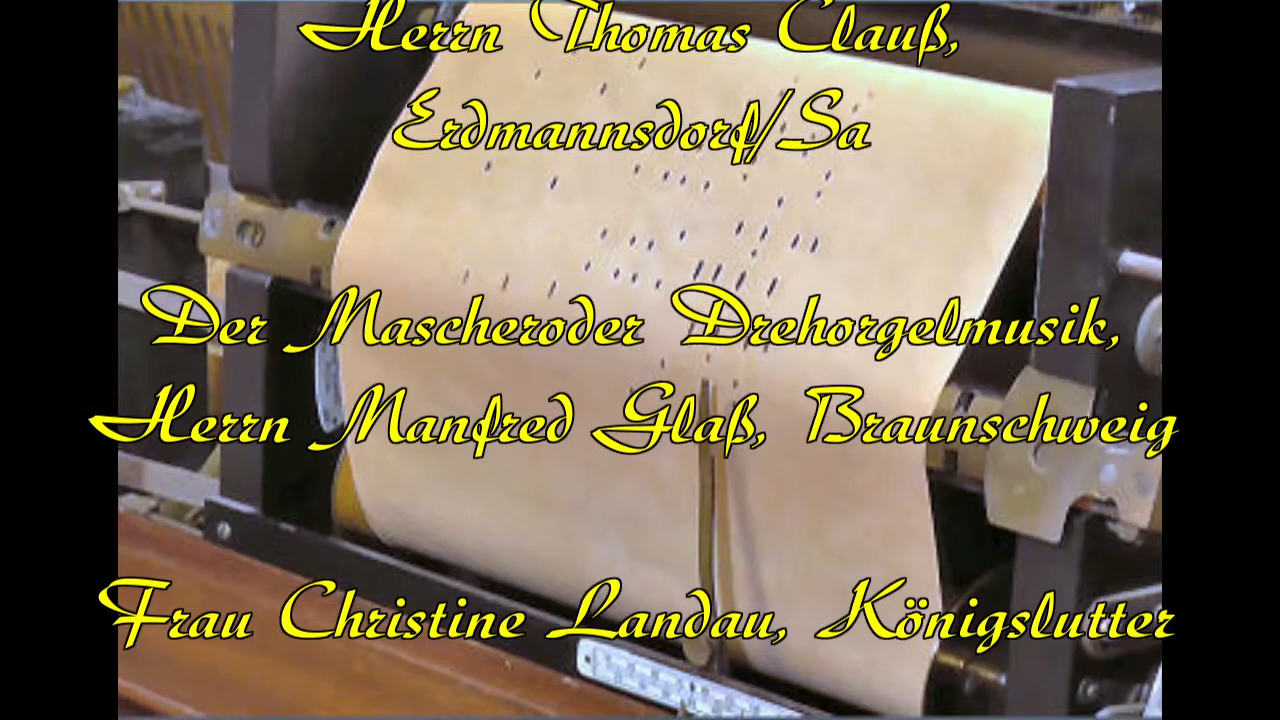 Herrn Thomas Clauß,
Erdmannsdorf/Sa
Der Mascheroder Drehorgelmusik,
Herrn Manfred Glaß, Braunschweig
Frau Christine Landau, Königslutter